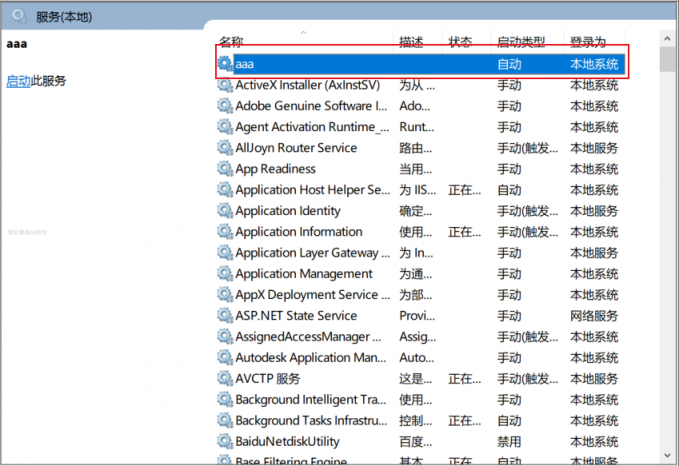 服务(本地)
aaa
启动此服务
名称 描述 状态 启动类型 登录为
aaa 自动 本地系统
ActiveX Installer (AxInstSV) 为从 ... 手动 本地系统
Adobe Genuine Software I... Ado... 手动 本地系统
Agent Activation Runtime_... Runt... 手动 本地系统
AllJoyn Router Service 路由... 手动(触发... 本地服务
App Readiness 当用... 手动 本地系统
Application Host Helper Se... 为 IIS... 正在... 自动 本地系统
Application Identity 确定... 手动(触发... 本地服务
Application Information 使用... 正在... 手动(触发... 本地系统
Application Layer Gateway ... 为 In... 手动 本地服务
Application Management 为通... 手动 本地系统
AppX Deployment Service ... 为部... 手动 本地系统
ASP.NET State Service Provi... 手动 网络服务
AssignedAccessManager ... Assig... 手动(触发... 本地系统
Autodesk Application Man... Auto... 手动 本地系统
AVCTP 服务 这是... 正在... 手动(触发... 本地服务
Background Intelligent Tra... 使用... 手动 本地系统
Background Tasks Infrastru... 控制... 正在... 自动 本地系统
BaiduNetdiskUtility 百度... 禁用 本地系统
Base Filtering Engine 基本... 正在... 自动 本地服务